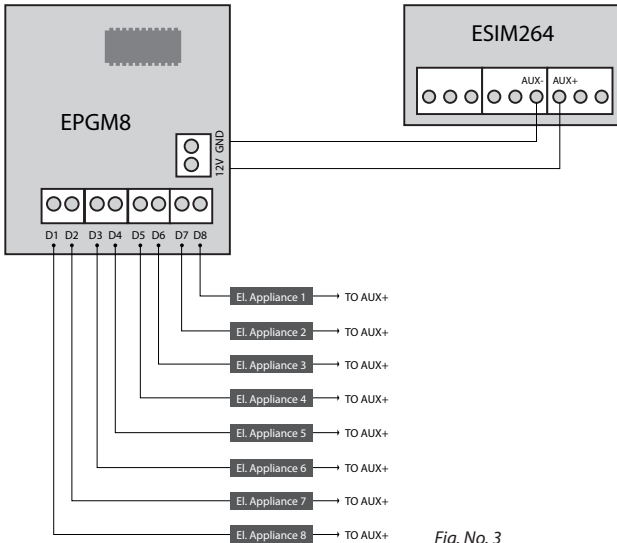 ESIM264
AUX- AUX+
EPGM8
12V GND
D1 D2 D3 D4 D5 D6 D7 D8
El. Appliance 1 TO AUX+
El. Appliance 2 TO AUX+
El. Appliance 3 TO AUX+
El. Appliance 4 TO AUX+
El. Appliance 5 TO AUX+
El. Appliance 6 TO AUX+
El. Appliance 7 TO AUX+
El. Appliance 8 TO AUX+
Fig. No. 3